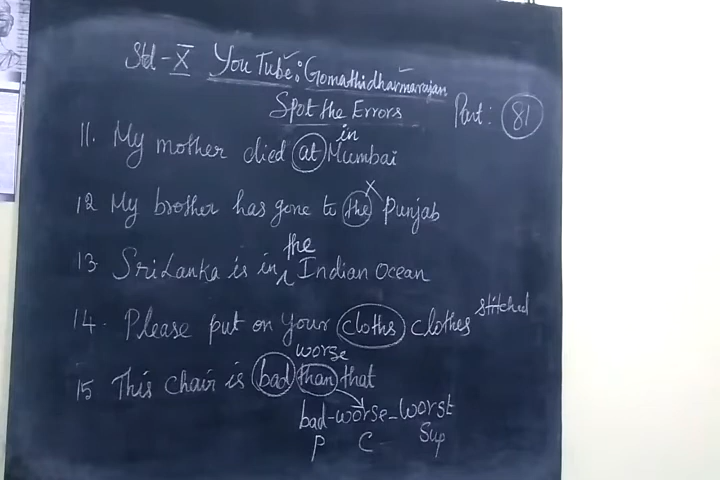 Std - X YouTube: Gomathidharmarajan
Spot the Errors Part: 81
in
11. My mother died at Mumbai
X
12 My brother has gone to the Punjab
the
13 SriLanka is in Indian Ocean
stitched
14. Please put on your cloths clothes
worse
15 This chair is bad than that
bad-worse-worst
P C Sup